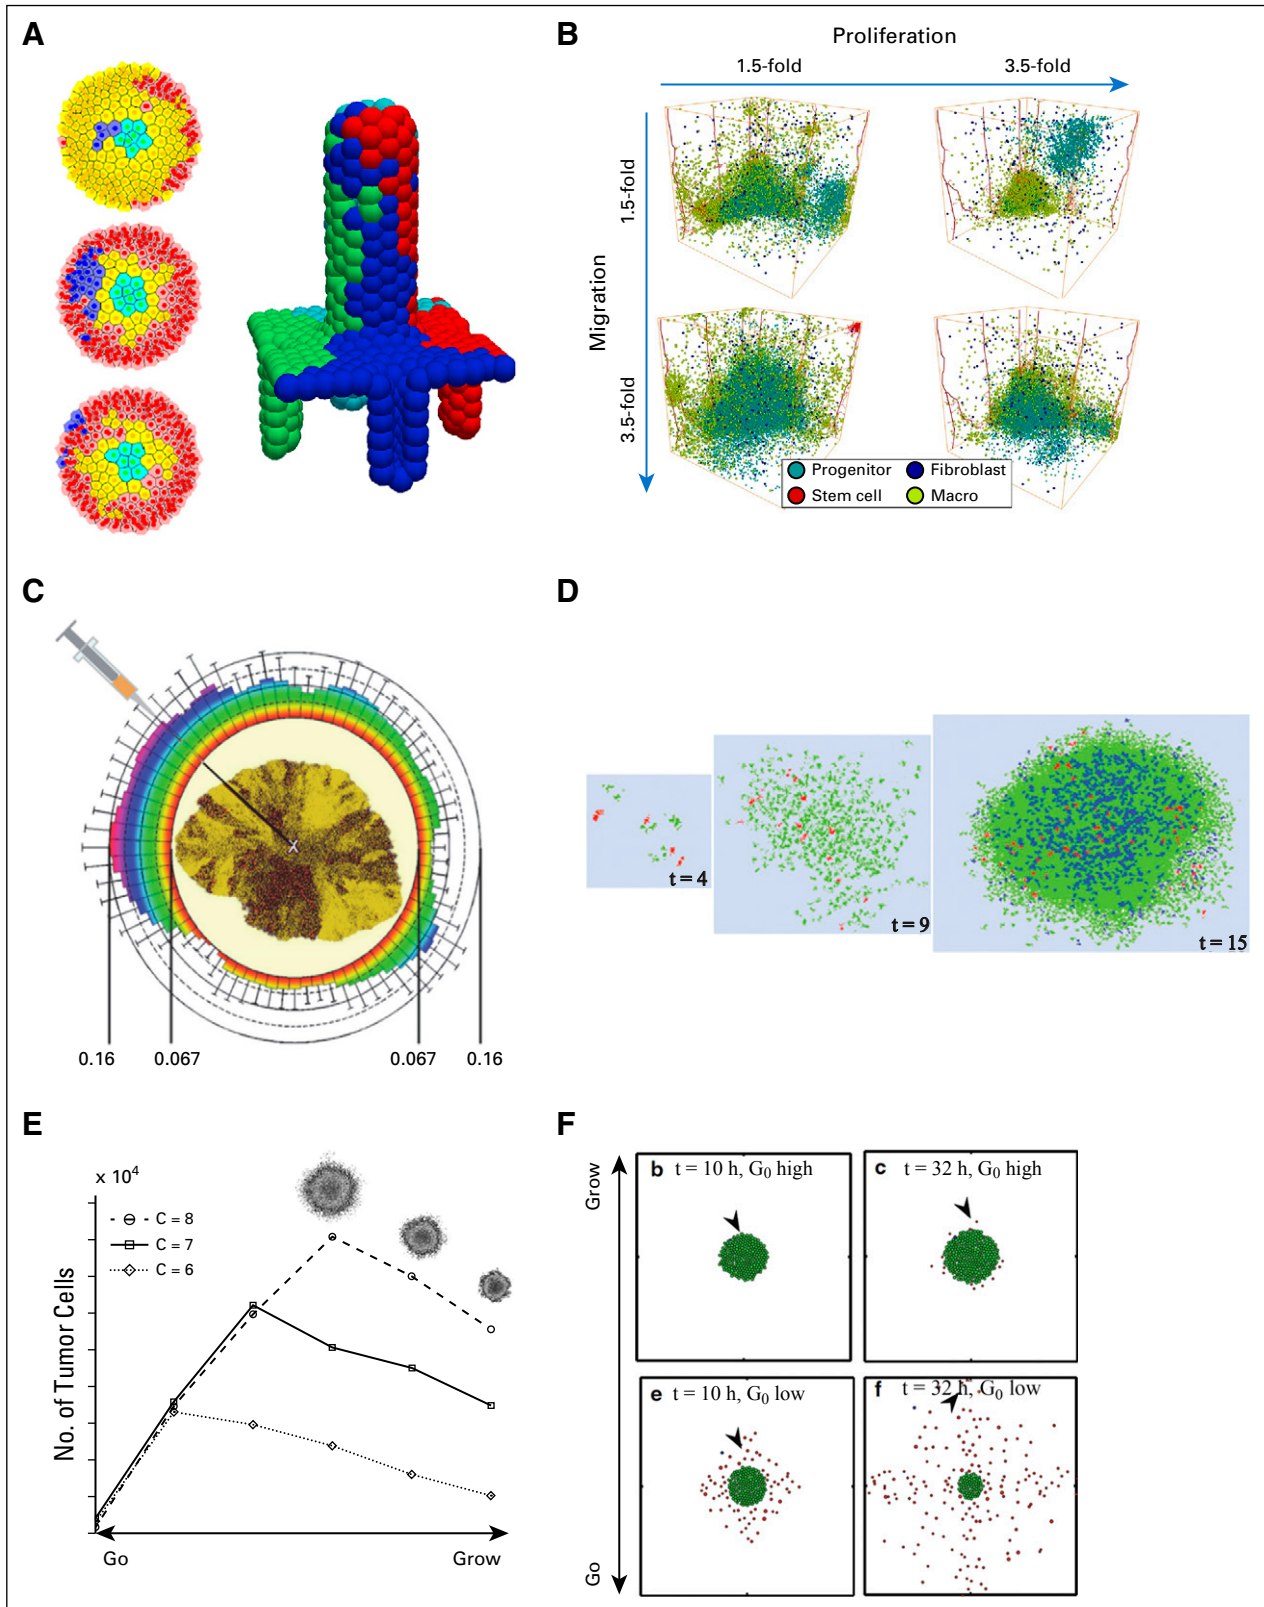 A
B
Proliferation
1.5-fold
3.5-fold
Migration
1.5-fold
3.5-fold
Progenitor
Fibroblast
Stem cell
Macro
C
X
0.16
0.067
0.067
0.16
D
t = 4
t = 9
t = 15
E
x 10⁴
C = 8
C = 7
C = 6
No. of Tumor Cells
Go
Grow
F
Grow
Go
b t = 10 h, G₀ high
c t = 32 h, G₀ high
e t = 10 h, G₀ low
f t = 32 h, G₀ low